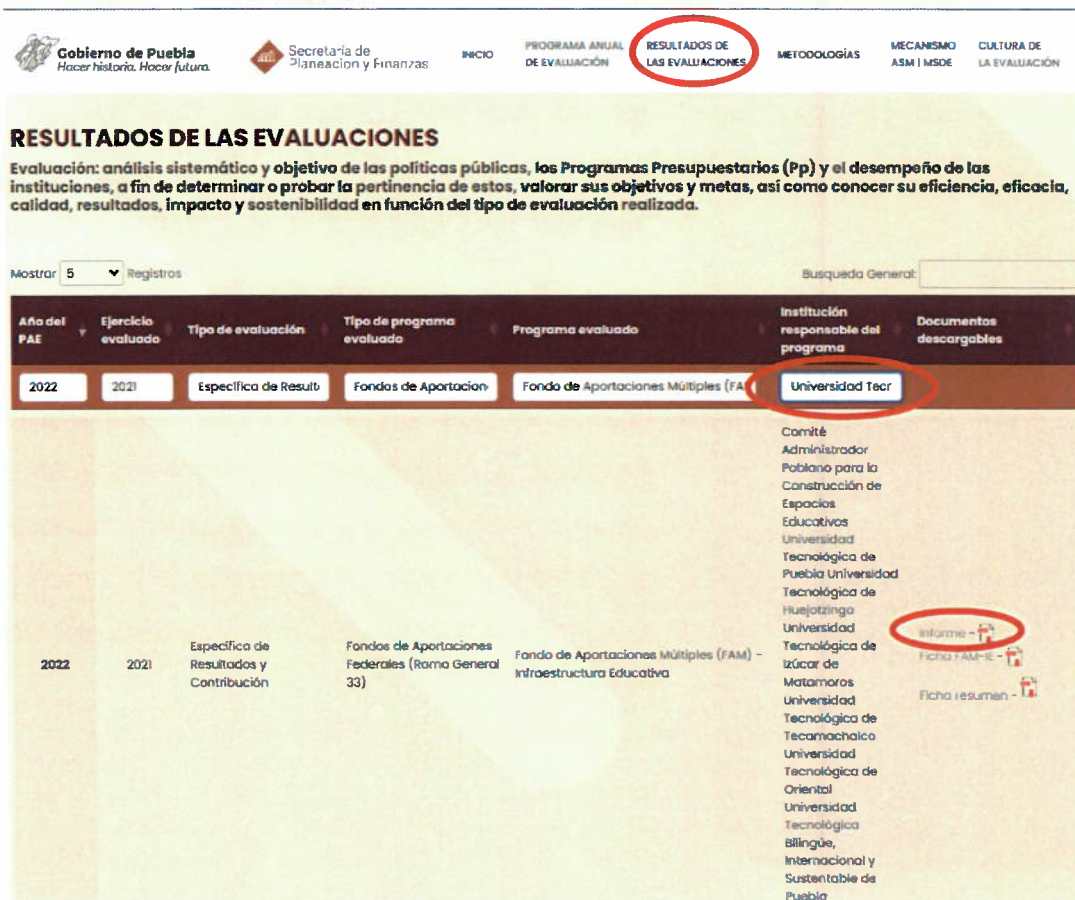 Gobierno de Puebla
Hacer historia. Hacer futuro.
Secretaría de
Planeación y Finanzas
INICIO
PROGRAMA ANUAL
DE EVALUACIÓN
RESULTADOS DE
LAS EVALUACIONES
METODOLOGÍAS
MECANISMO
ASM | MSDE
CULTURA DE
LA EVALUACIÓN
RESULTADOS DE LAS EVALUACIONES
Evaluación: análisis sistemático y objetivo de las políticas públicas, los Programas Presupuestarios (Pp) y el desempeño de las
instituciones, a fin de determinar o probar la pertinencia de estos, valorar sus objetivos y metas, así como conocer su eficiencia, eficacia,
calidad, resultados, impacto y sostenibilidad en función del tipo de evaluación realizada.
Mostrar 5 Registros
Busqueda General:
Año del
PAE
Ejercicio
evaluado
Tipo de evaluación
Tipo de programa
evaluado
Programa evaluado
Institución
responsable del
programa
Documentos
descargables
2022
2021
Específica de Result
Fondos de Aportacion
Fondo de Aportaciones Múltiples (FA
Universidad Tecr
2022
2021
Específica de
Resultados y
Contribución
Fondos de Aportaciones
Federales (Ramo General
33)
Fondo de Aportaciones Múltiples (FAM) -
Infraestructura Educativa
Comité
Administrador
Poblano para la
Construcción de
Espacios
Educativos
Universidad
Tecnológica de
Puebla Universidad
Tecnológica de
Huejotzingo
Universidad
Tecnológica de
Izúcar de
Matamoros
Universidad
Tecnológica de
Tecamachalco
Universidad
Tecnológica de
Oriental
Universidad
Tecnológica
Bilingüe,
Internacional y
Sustentable de
Puebla
Informe -
Ficha FAM-IE -
Ficha resumen -